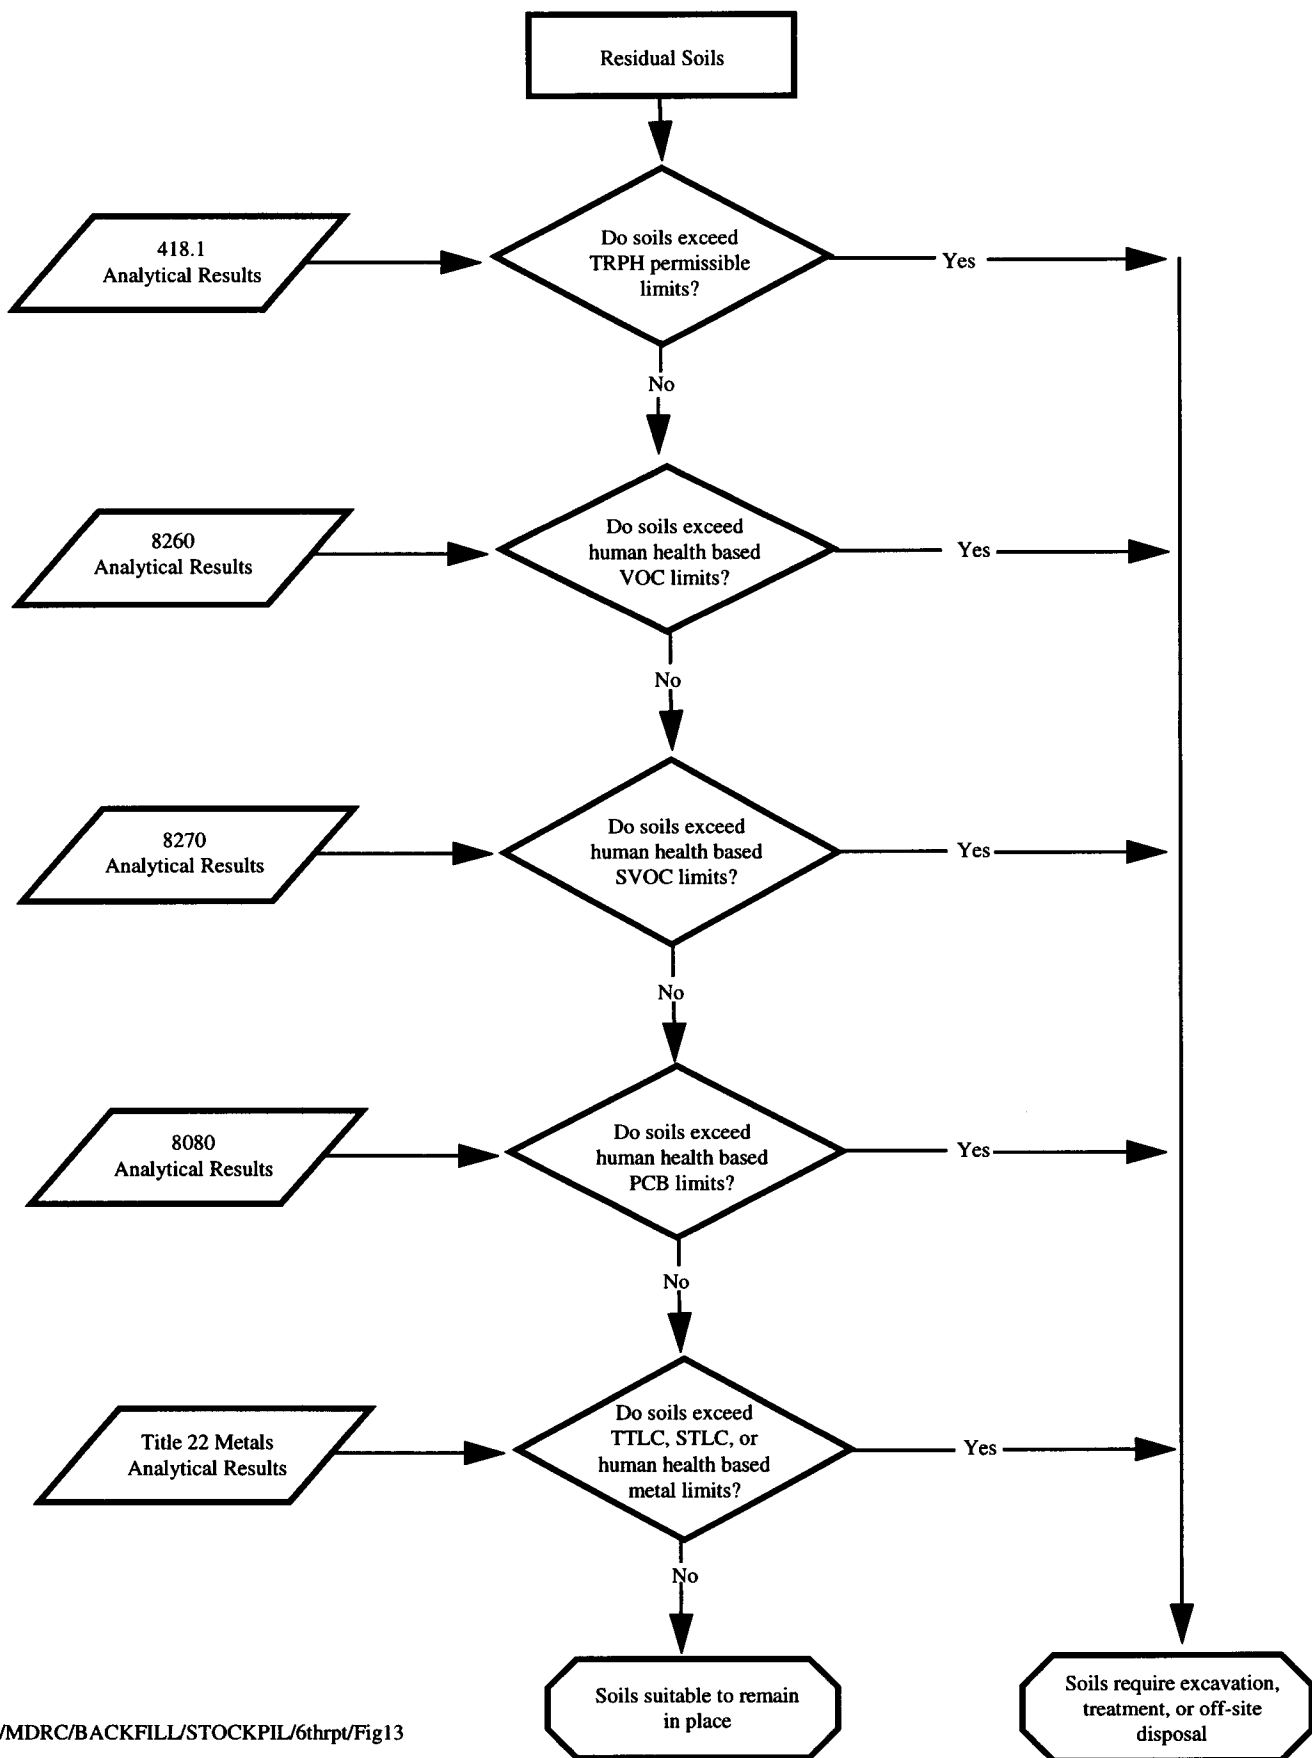 Residual Soils
418.1
Analytical Results
Do soils exceed
TRPH permissible
limits?
Yes
No
8260
Analytical Results
Do soils exceed
human health based
VOC limits?
Yes
No
8270
Analytical Results
Do soils exceed
human health based
SVOC limits?
Yes
No
8080
Analytical Results
Do soils exceed
human health based
PCB limits?
Yes
No
Title 22 Metals
Analytical Results
Do soils exceed
TTLC, STLC, or
human health based
metal limits?
Yes
No
Soils suitable to remain
in place
Soils require excavation,
treatment, or off-site
disposal
/MDRC/BACKFILL/STOCKPIL/6thrpt/Fig13